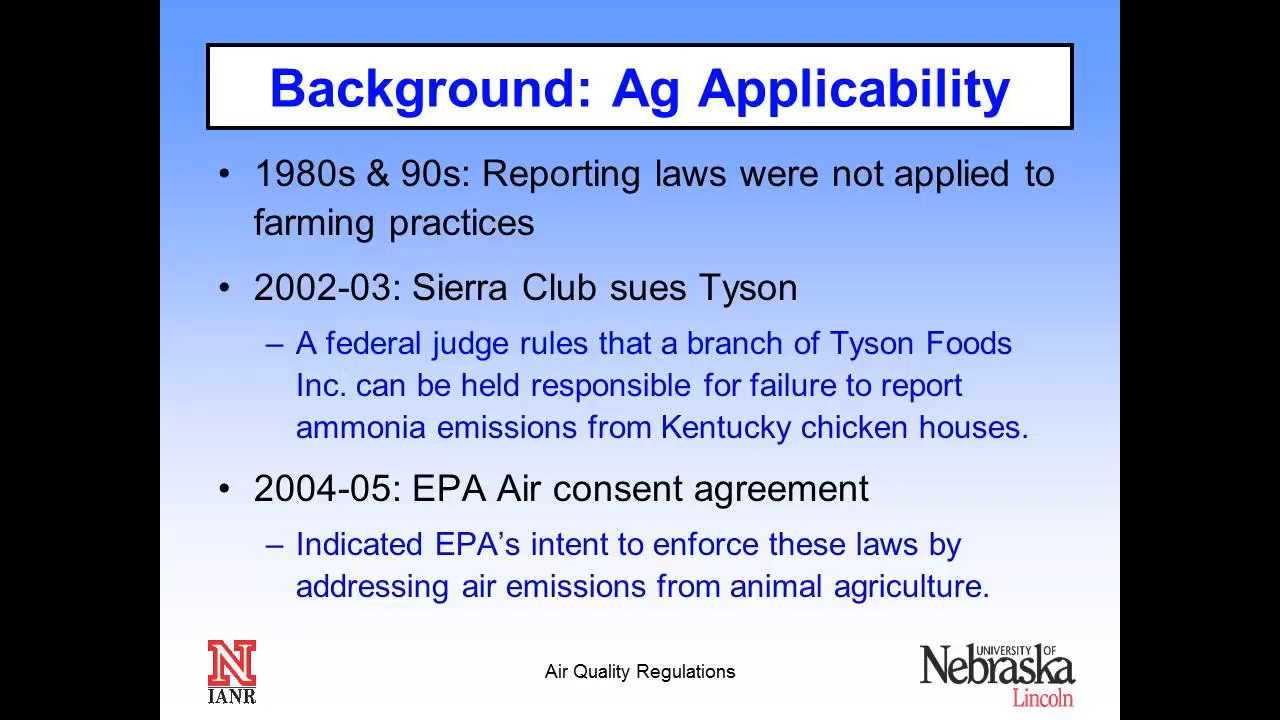 Background: Ag Applicability
• 1980s & 90s: Reporting laws were not applied to
farming practices
• 2002-03: Sierra Club sues Tyson
– A federal judge rules that a branch of Tyson Foods
Inc. can be held responsible for failure to report
ammonia emissions from Kentucky chicken houses.
• 2004-05: EPA Air consent agreement
– Indicated EPA’s intent to enforce these laws by
addressing air emissions from animal agriculture.
N
IANR
Air Quality Regulations
UNIVERSITY OF
Nebraska
Lincoln